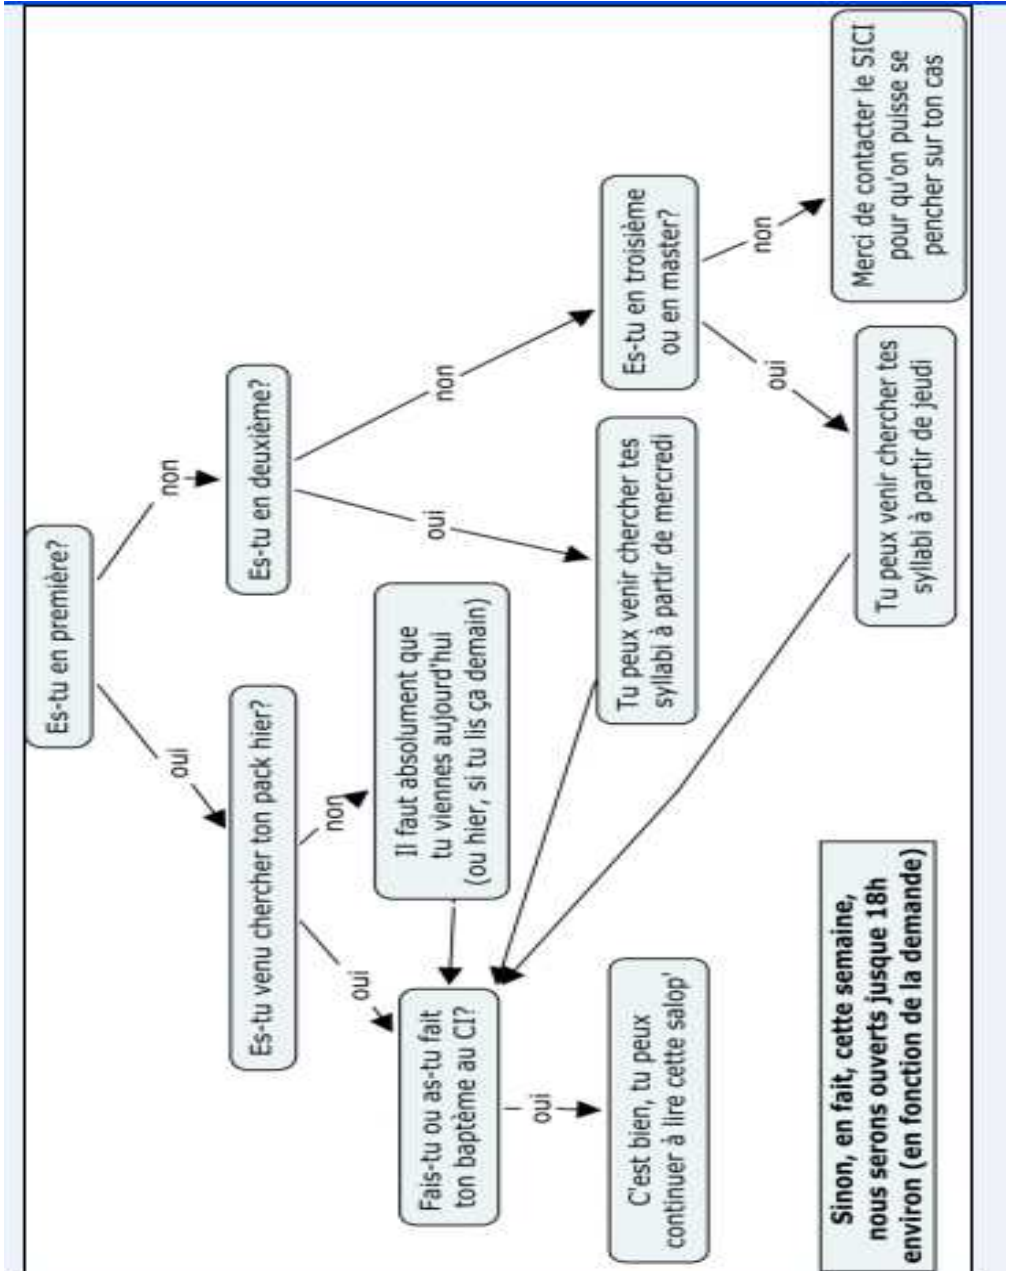 Es-tu en première?
oui
non
Es-tu venu chercher ton pack hier?
Es-tu en deuxième?
oui
non
oui
non
Il faut absolument que
tu viennes aujourd'hui
(ou hier, si tu lis ça demain)
Fais-tu ou as-tu fait
ton baptème au CI?
Tu peux venir chercher tes
syllabi à partir de mercredi
Es-tu en troisième
ou en master?
oui
oui
non
C'est bien, tu peux
continuer à lire cette salop'
Tu peux venir chercher tes
syllabi à partir de jeudi
Merci de contacter le SICI
pour qu'on puisse se
pencher sur ton cas
Sinon, en fait, cette semaine,
nous serons ouverts jusque 18h
environ (en fonction de la demande)